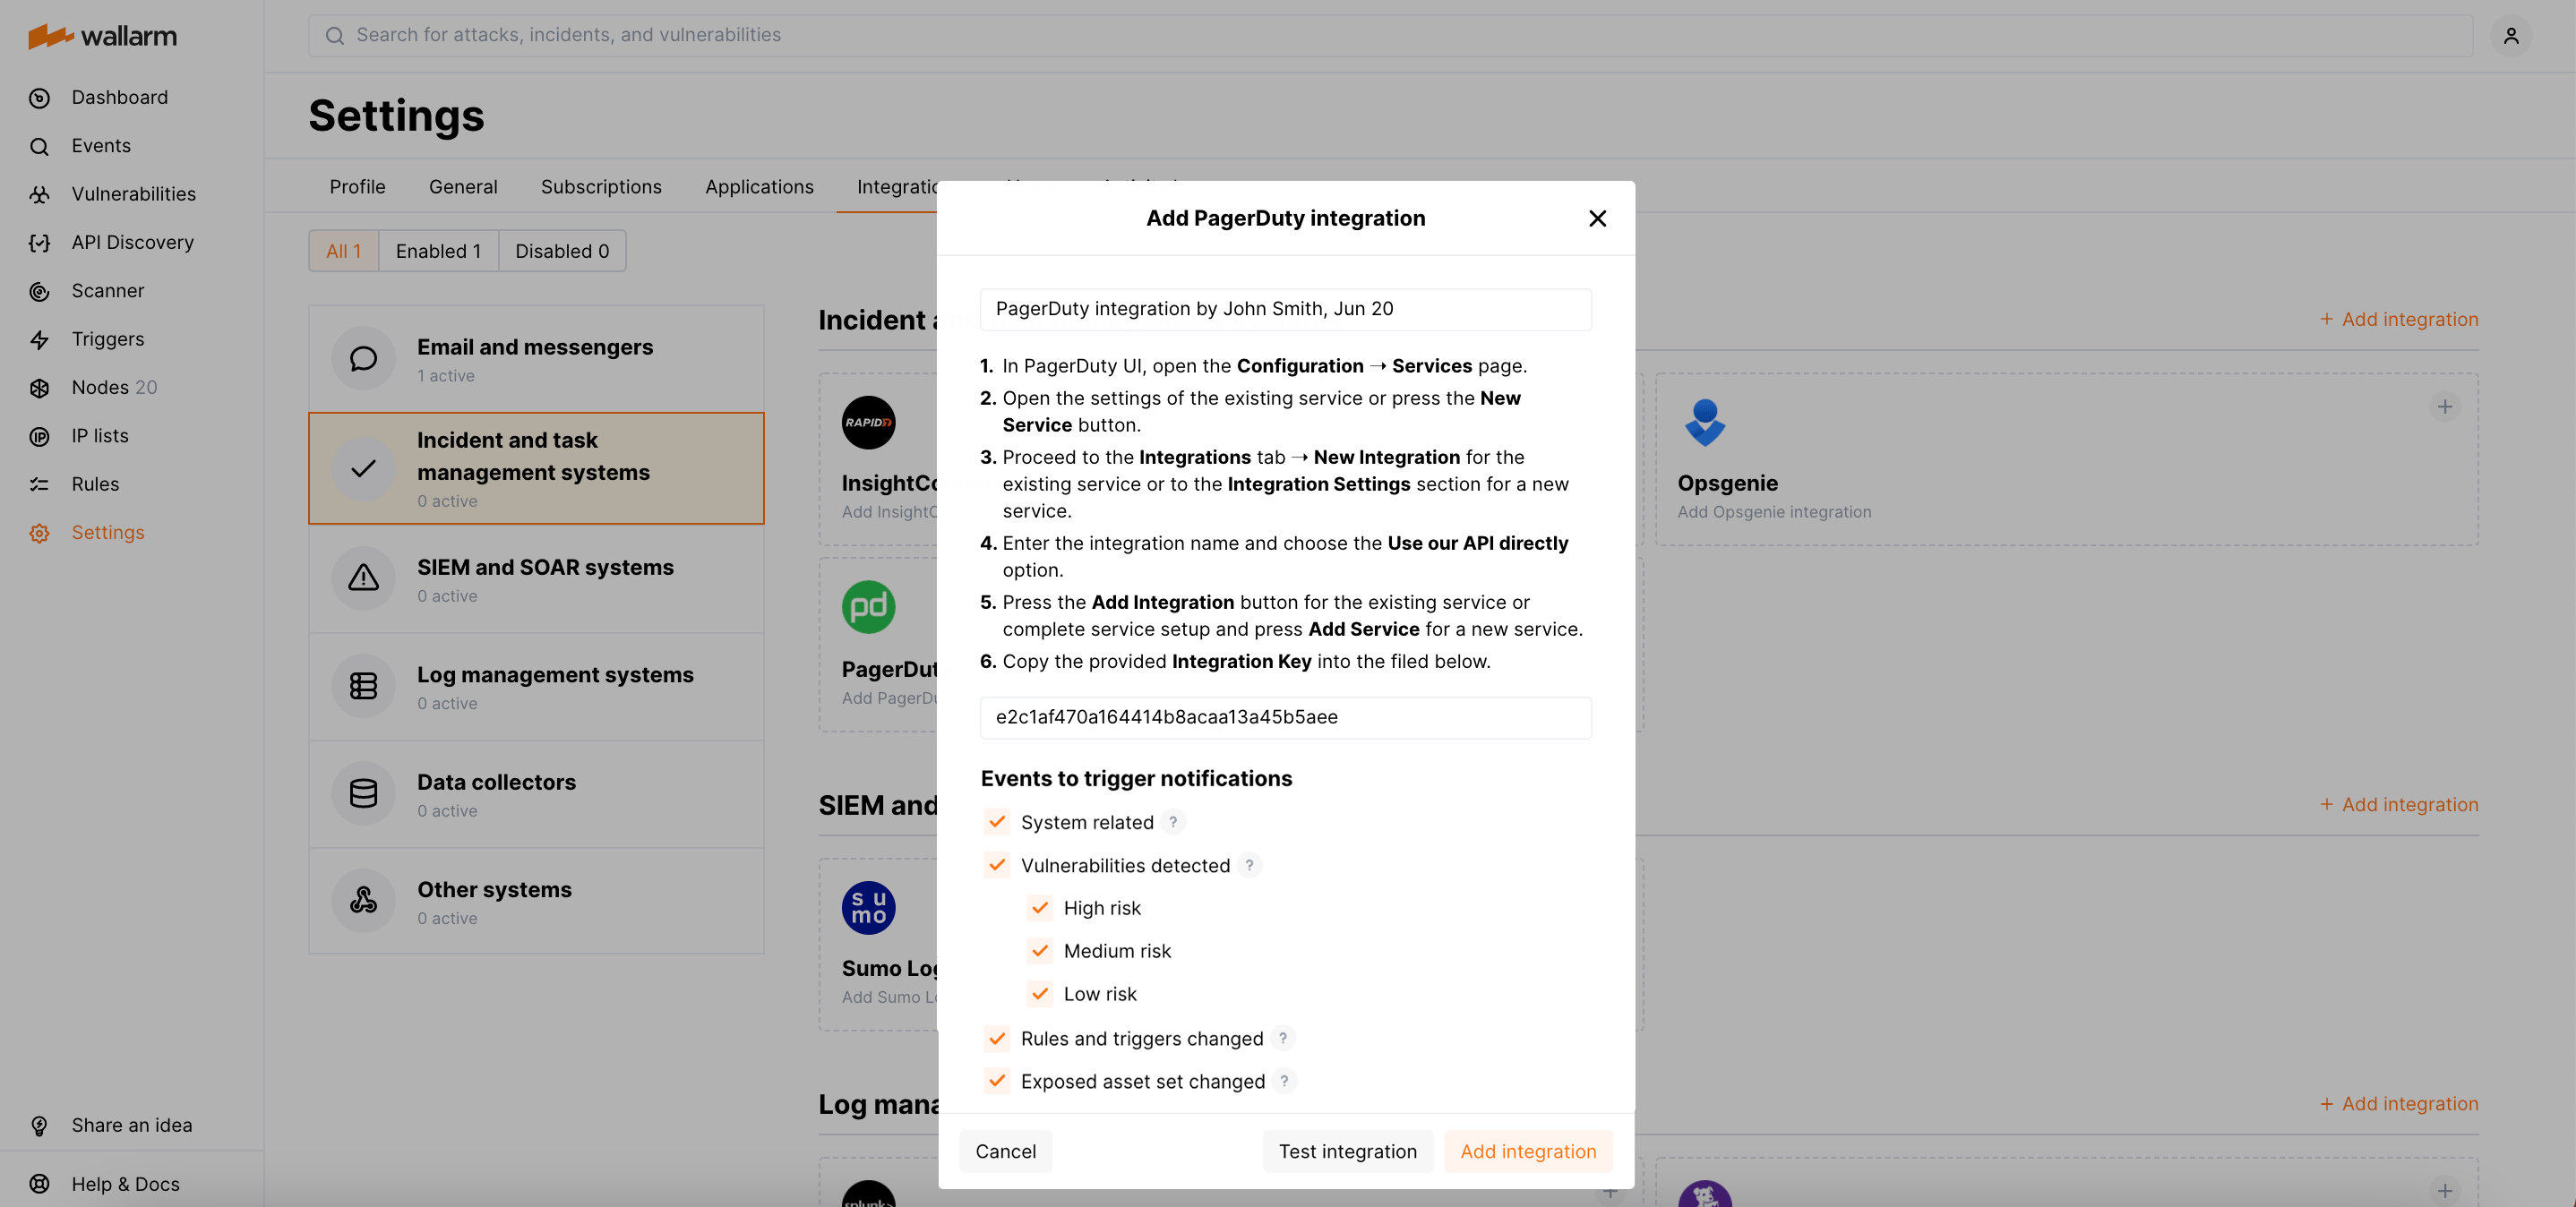 wallarm
Search for attacks, incidents, and vulnerabilities
Dashboard
Events
Vulnerabilities
API Discovery
Scanner
Triggers
Nodes 20
IP lists
Rules
Settings
Share an idea
Help & Docs
Settings
Profile
General
Subscriptions
Applications
Integratio
All 1
Enabled 1
Disabled 0
Email and messengers
1 active
Incident and task
management systems
0 active
SIEM and SOAR systems
0 active
Log management systems
0 active
Data collectors
0 active
Other systems
0 active
Incident a
+ Add integration
RAPID7
InsightCo
Add InsightC
Opsgenie
Add Opsgenie integration
pd
PagerDut
Add PagerDu
SIEM and
+ Add integration
su
mo
Sumo Log
Add Sumo Lo
Log mana
+ Add integration
splunk>
Add PagerDuty integration
PagerDuty integration by John Smith, Jun 20
1. In PagerDuty UI, open the Configuration → Services page.
2. Open the settings of the existing service or press the New
Service button.
3. Proceed to the Integrations tab → New Integration for the
existing service or to the Integration Settings section for a new
service.
4. Enter the integration name and choose the Use our API directly
option.
5. Press the Add Integration button for the existing service or
complete service setup and press Add Service for a new service.
6. Copy the provided Integration Key into the filed below.
e2c1af470a164414b8acaa13a45b5aee
Events to trigger notifications
System related ?
Vulnerabilities detected ?
High risk
Medium risk
Low risk
Rules and triggers changed ?
Exposed asset set changed ?
Cancel
Test integration
Add integration